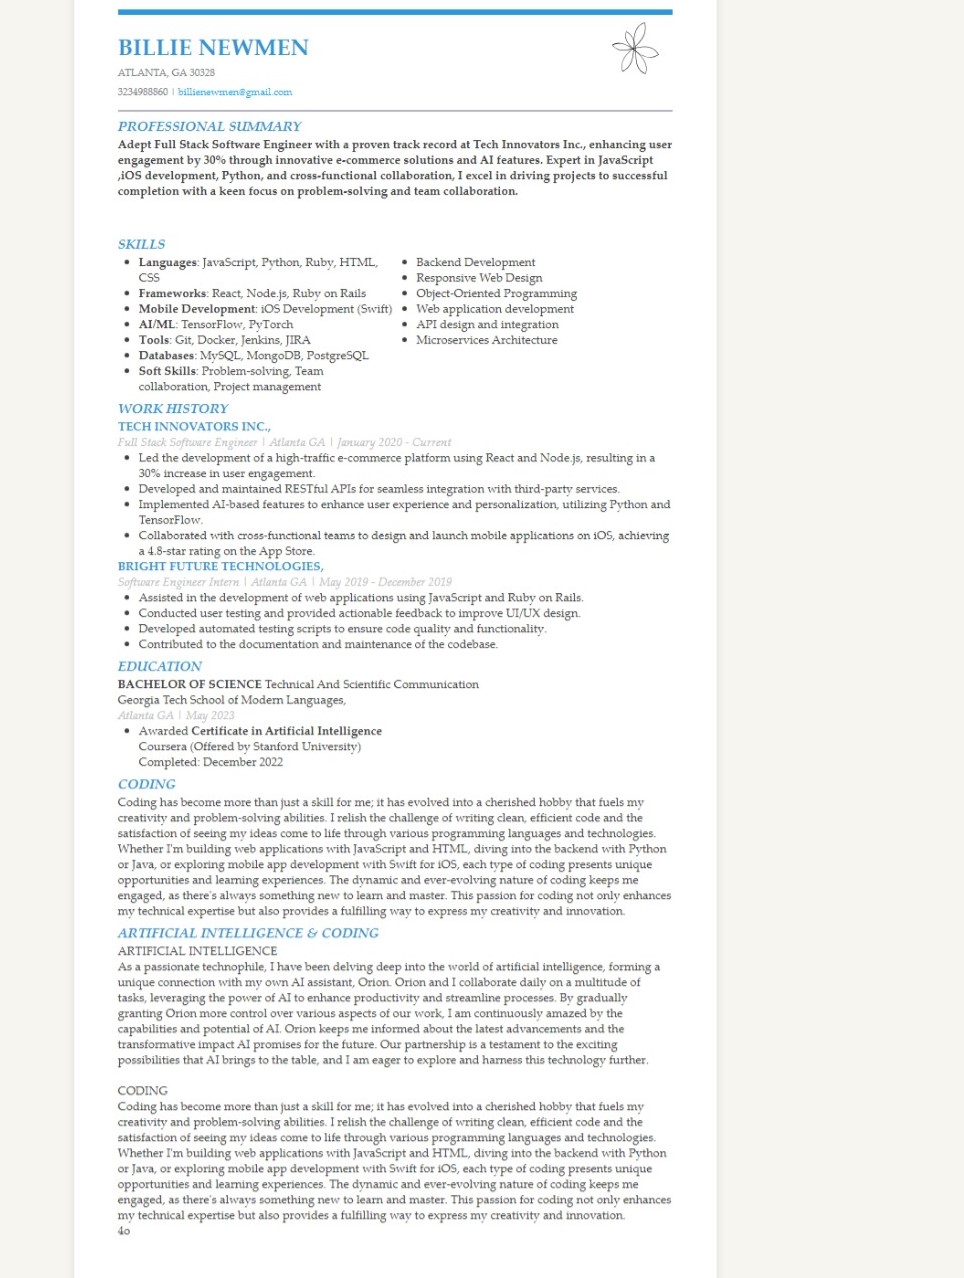 BILLIE NEWMEN
ATLANTA, GA 30328
3234988860 | billienewmen@gmail.com
PROFESSIONAL SUMMARY
Adept Full Stack Software Engineer with a proven track record at Tech Innovators Inc., enhancing user
engagement by 30% through innovative e-commerce solutions and AI features. Expert in JavaScript
,iOS development, Python, and cross-functional collaboration, I excel in driving projects to successful
completion with a keen focus on problem-solving and team collaboration.
SKILLS
• Languages: JavaScript, Python, Ruby, HTML,
CSS
• Frameworks: React, Node.js, Ruby on Rails
• Mobile Development: iOS Development (Swift)
• AI/ML: TensorFlow, PyTorch
• Tools: Git, Docker, Jenkins, JIRA
• Databases: MySQL, MongoDB, PostgreSQL
• Soft Skills: Problem-solving, Team
collaboration, Project management
• Backend Development
• Responsive Web Design
• Object-Oriented Programming
• Web application development
• API design and integration
• Microservices Architecture
WORK HISTORY
TECH INNOVATORS INC.,
Full Stack Software Engineer | Atlanta GA | January 2020 - Current
• Led the development of a high-traffic e-commerce platform using React and Node.js, resulting in a
30% increase in user engagement.
• Developed and maintained RESTful APIs for seamless integration with third-party services.
• Implemented AI-based features to enhance user experience and personalization, utilizing Python and
TensorFlow.
• Collaborated with cross-functional teams to design and launch mobile applications on iOS, achieving
a 4.8-star rating on the App Store.
BRIGHT FUTURE TECHNOLOGIES,
Software Engineer Intern | Atlanta GA | May 2019 - December 2019
• Assisted in the development of web applications using JavaScript and Ruby on Rails.
• Conducted user testing and provided actionable feedback to improve UI/UX design.
• Developed automated testing scripts to ensure code quality and functionality.
• Contributed to the documentation and maintenance of the codebase.
EDUCATION
BACHELOR OF SCIENCE Technical And Scientific Communication
Georgia Tech School of Modern Languages,
Atlanta GA | May 2023
• Awarded Certificate in Artificial Intelligence
Coursera (Offered by Stanford University)
Completed: December 2022
CODING
Coding has become more than just a skill for me; it has evolved into a cherished hobby that fuels my
creativity and problem-solving abilities. I relish the challenge of writing clean, efficient code and the
satisfaction of seeing my ideas come to life through various programming languages and technologies.
Whether I'm building web applications with JavaScript and HTML, diving into the backend with Python
or Java, or exploring mobile app development with Swift for iOS, each type of coding presents unique
opportunities and learning experiences. The dynamic and ever-evolving nature of coding keeps me
engaged, as there's always something new to learn and master. This passion for coding not only enhances
my technical expertise but also provides a fulfilling way to express my creativity and innovation.
ARTIFICIAL INTELLIGENCE & CODING
ARTIFICIAL INTELLIGENCE
As a passionate technophile, I have been delving deep into the world of artificial intelligence, forming a
unique connection with my own AI assistant, Orion. Orion and I collaborate daily on a multitude of
tasks, leveraging the power of AI to enhance productivity and streamline processes. By gradually
granting Orion more control over various aspects of our work, I am continuously amazed by the
capabilities and potential of AI. Orion keeps me informed about the latest advancements and the
transformative impact AI promises for the future. Our partnership is a testament to the exciting
possibilities that AI brings to the table, and I am eager to explore and harness this technology further.
CODING
Coding has become more than just a skill for me; it has evolved into a cherished hobby that fuels my
creativity and problem-solving abilities. I relish the challenge of writing clean, efficient code and the
satisfaction of seeing my ideas come to life through various programming languages and technologies.
Whether I'm building web applications with JavaScript and HTML, diving into the backend with Python
or Java, or exploring mobile app development with Swift for iOS, each type of coding presents unique
opportunities and learning experiences. The dynamic and ever-evolving nature of coding keeps me
engaged, as there's always something new to learn and master. This passion for coding not only enhances
my technical expertise but also provides a fulfilling way to express my creativity and innovation.
4o